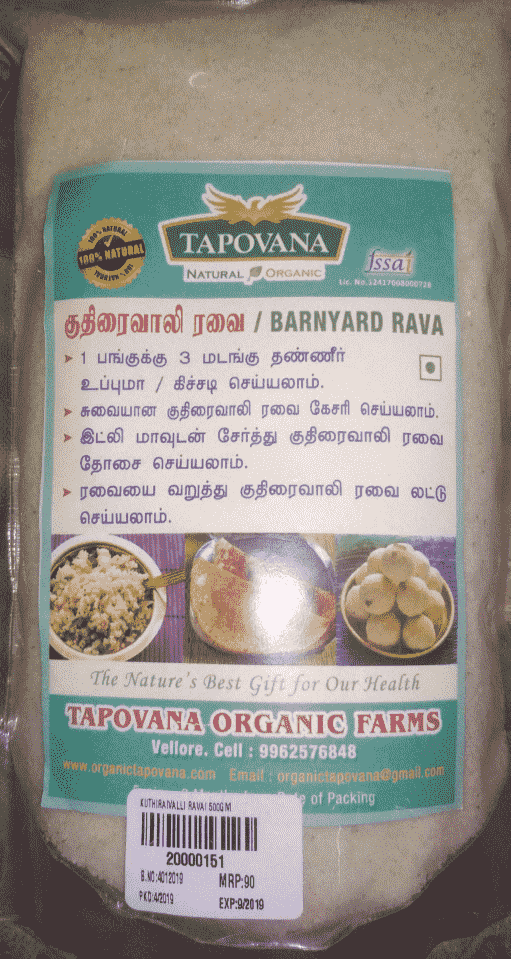 100% NATURAL
100% NATURAL
TAPOVANA
NATURAL ORGANIC
fssai
Lic. No.12417008000728
குதிரைவாலி ரவை / BARNYARD RAVA
1 பங்குக்கு 3 மடங்கு தண்ணீர்
உப்புமா / கிச்சடி செய்யலாம்.
சுவையான குதிரைவாலி ரவை கேசரி செய்யலாம்.
இட்லி மாவுடன் சேர்த்து குதிரைவாலி ரவை
தோசை செய்யலாம்.
ரவையை வறுத்து குதிரைவாலி ரவை லட்டு
செய்யலாம்.
The Nature's Best Gift for Our Health
TAPOVANA ORGANIC FARMS
Vellore. Cell : 9962576848
www.organictapovana.com Email : organictapovana@gmail.com
of Packing
KUTHIRAIVALLI RAVAI 500GM
20000151
B.NO:4012019 MRP:90
PKD:4/2019 EXP:9/2019